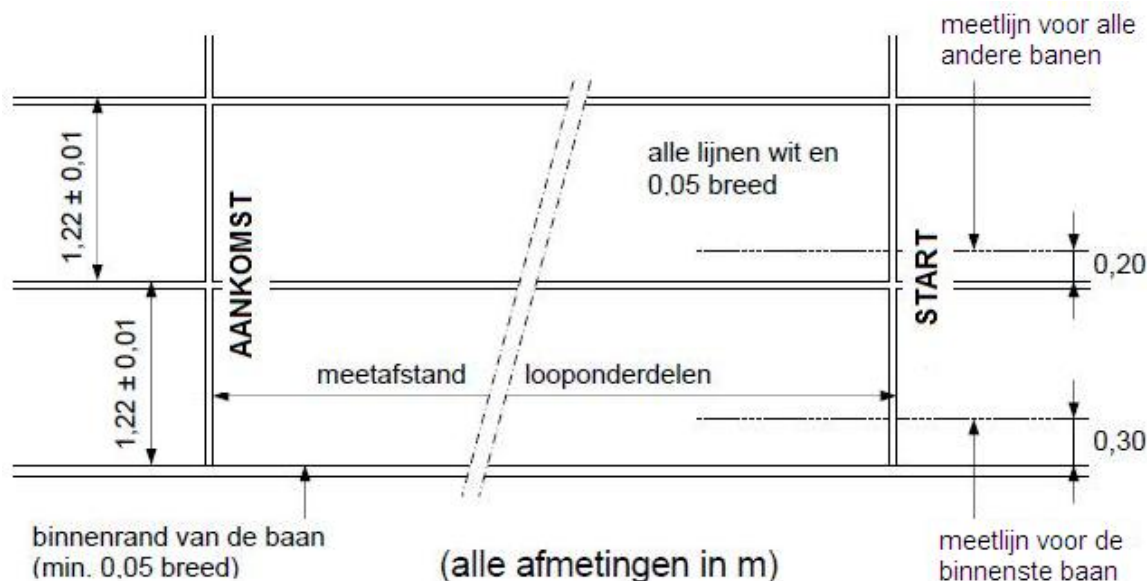 meetlijn voor alle
andere banen
1,22 ± 0,01
alle lijnen wit en
0,05 breed
AANKOMST
START
0,20
1,22 ± 0,01
meetafstand looponderdelen
0,30
binnenrand van de baan
(min. 0,05 breed)
(alle afmetingen in m)
meetlijn voor de
binnenste baan